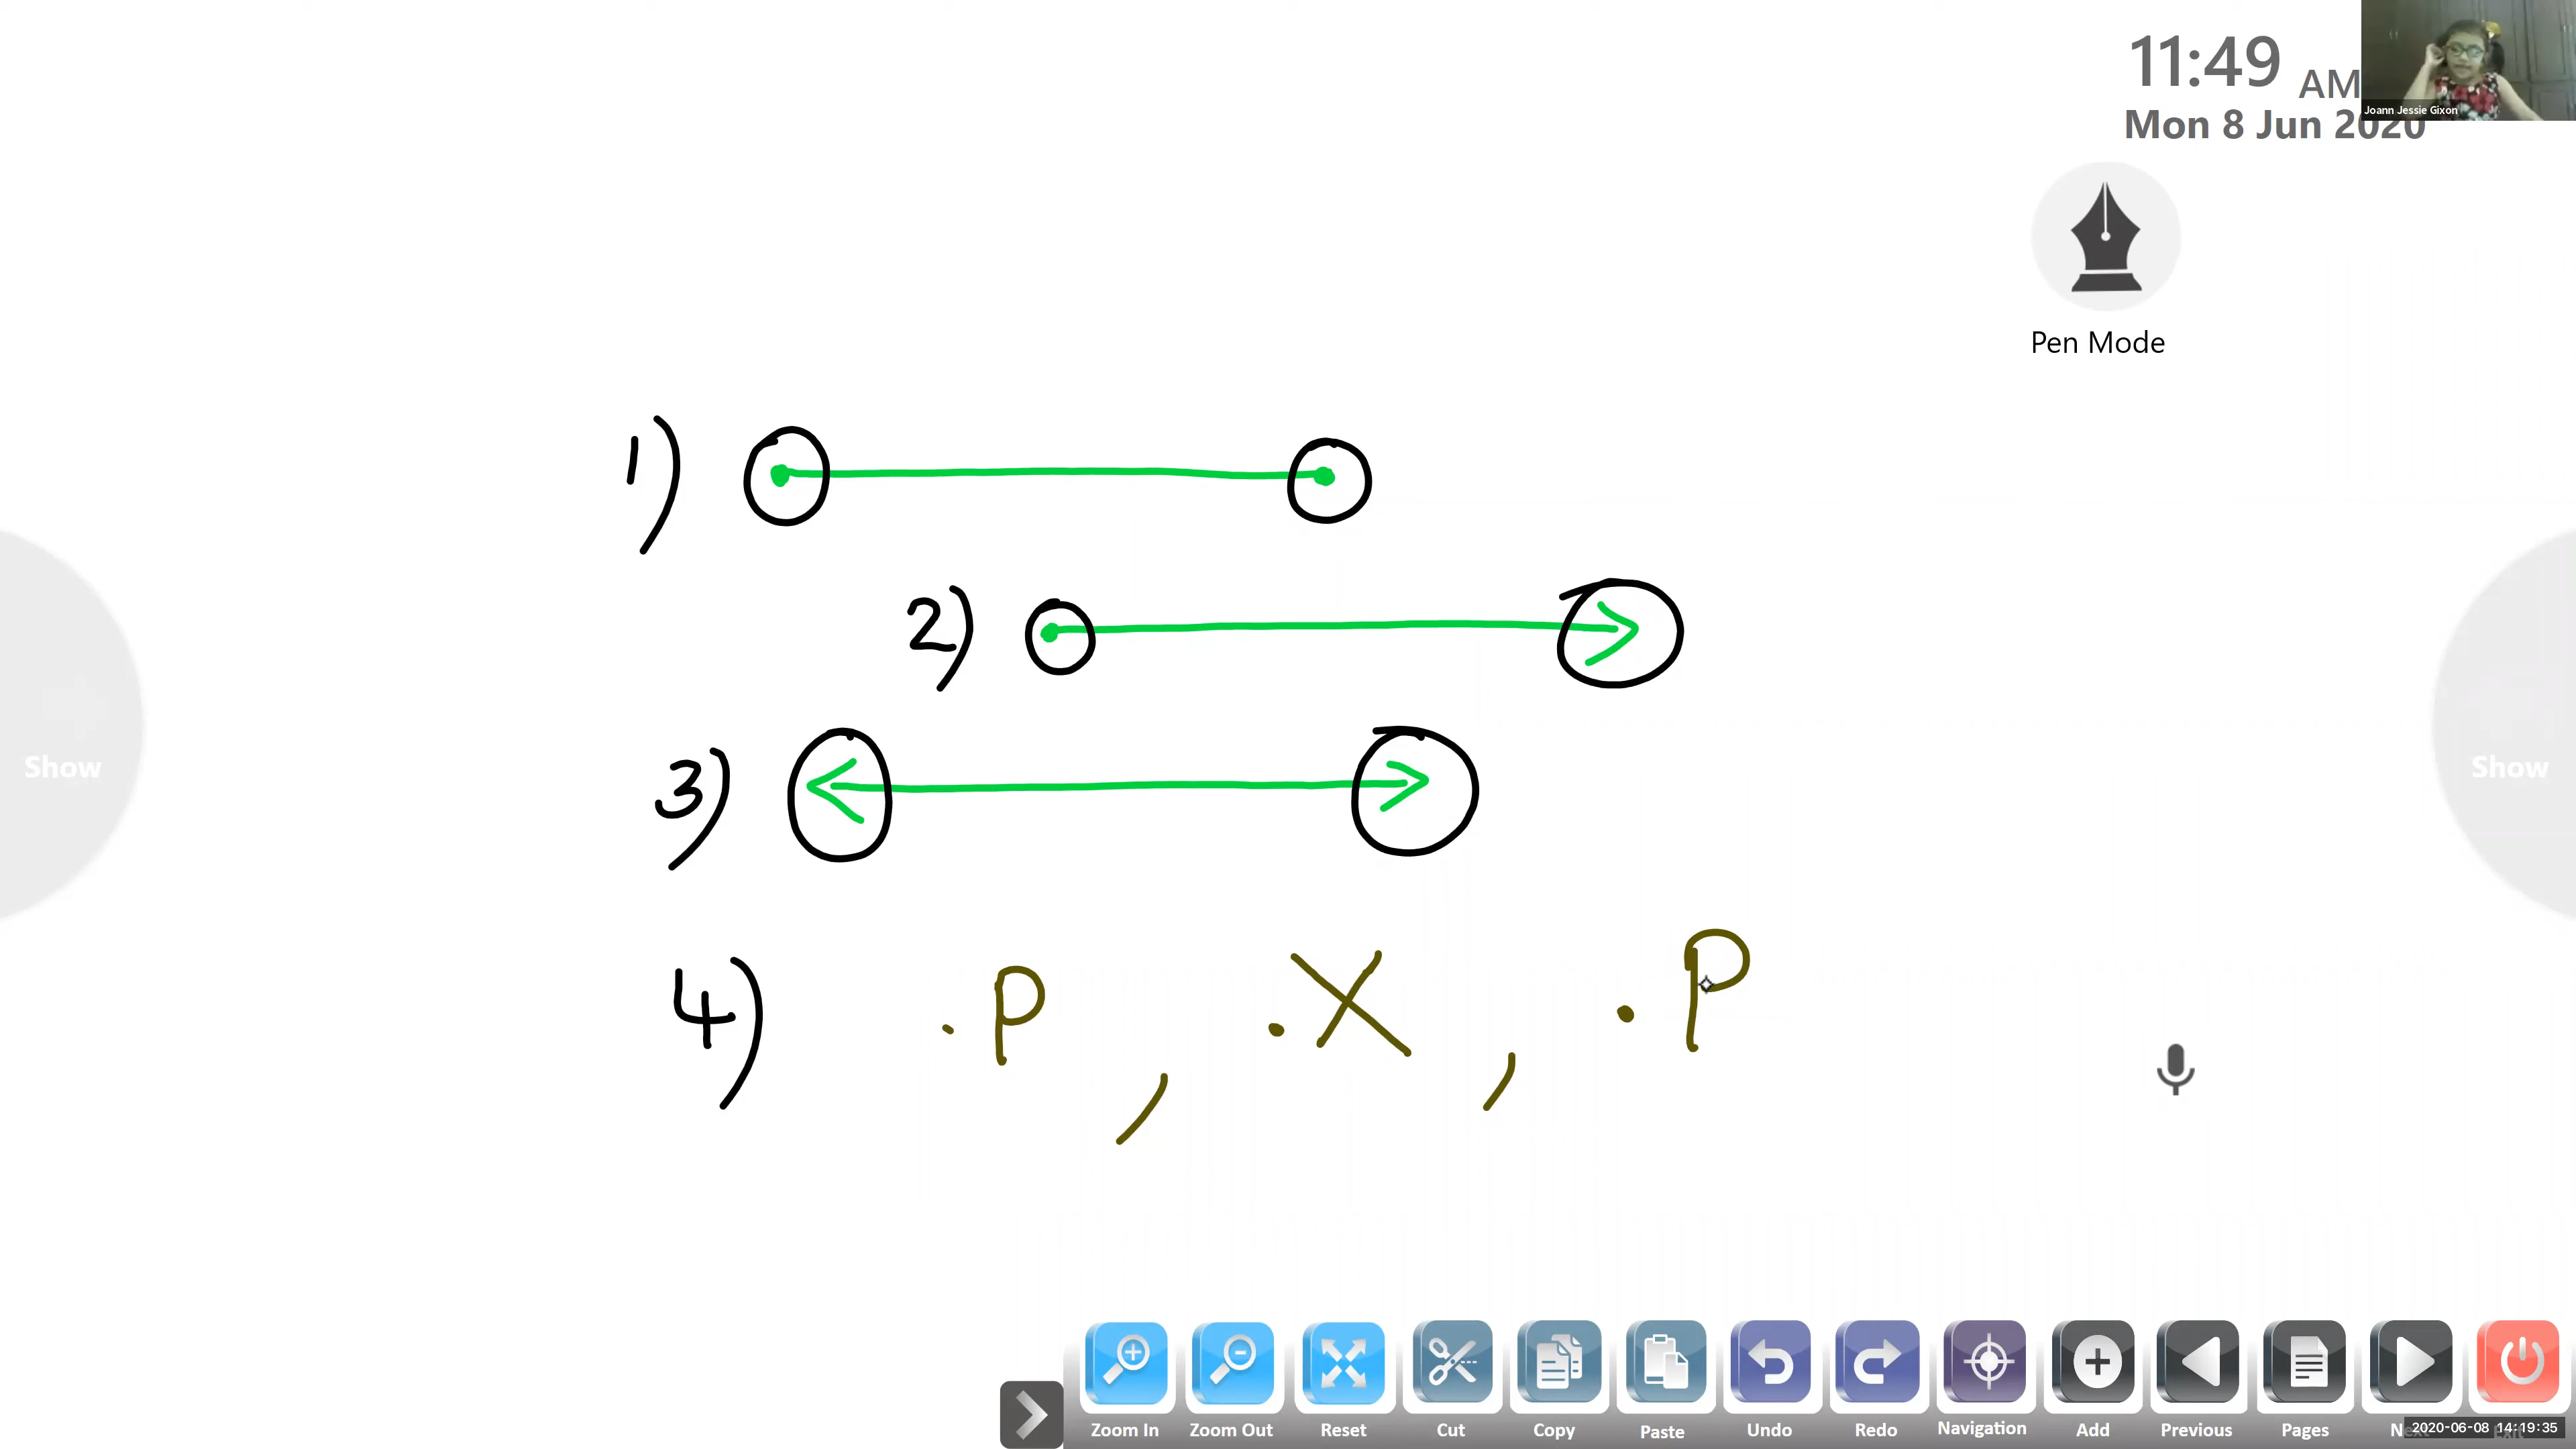 11:49 AM
Joann Jessie Gixon
Mon 8 Jun 2020
Pen Mode
1)
2)
Show
3)
Show
4) . P , . X , . P
Zoom In Zoom Out Reset Cut Copy Paste Undo Redo Navigation Add Previous Pages
2020-06-08 14:19:35